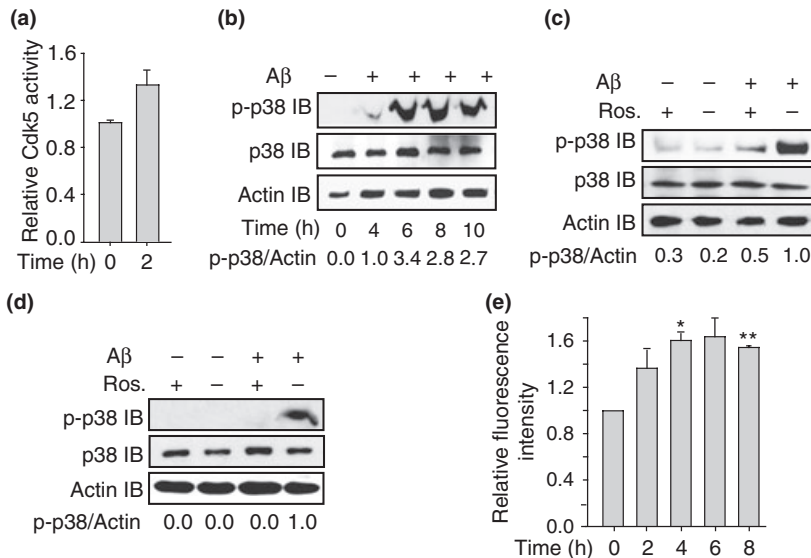 (a)
Relative Cdk5 activity
1.6
1.2
0.8
0.4
0.0
Time (h) 0 2
(b)
Aβ – + + + +
p-p38 IB
p38 IB
Actin IB
Time (h) 0 4 6 8 10
p-p38/Actin 0.0 1.0 3.4 2.8 2.7
(c)
Aβ – – + +
Ros. + – + –
p-p38 IB
p38 IB
Actin IB
p-p38/Actin 0.3 0.2 0.5 1.0
(d)
Aβ – – + +
Ros. + – + –
p-p38 IB
p38 IB
Actin IB
p-p38/Actin 0.0 0.0 0.0 1.0
(e)
Relative fluorescence
intensity
1.6
1.2
0.8
0.4
0.0
* **
Time (h) 0 2 4 6 8